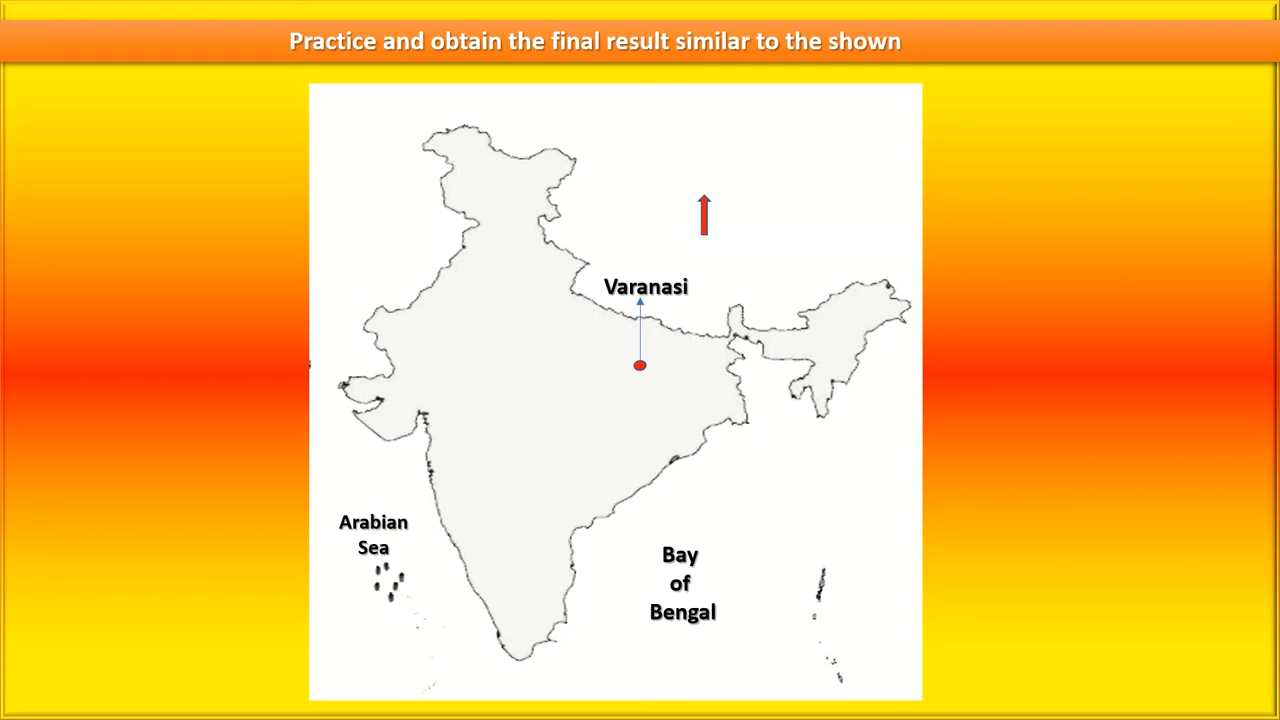 Practice and obtain the final result similar to the shown
Varanasi
Arabian
Sea
Bay
of
Bengal